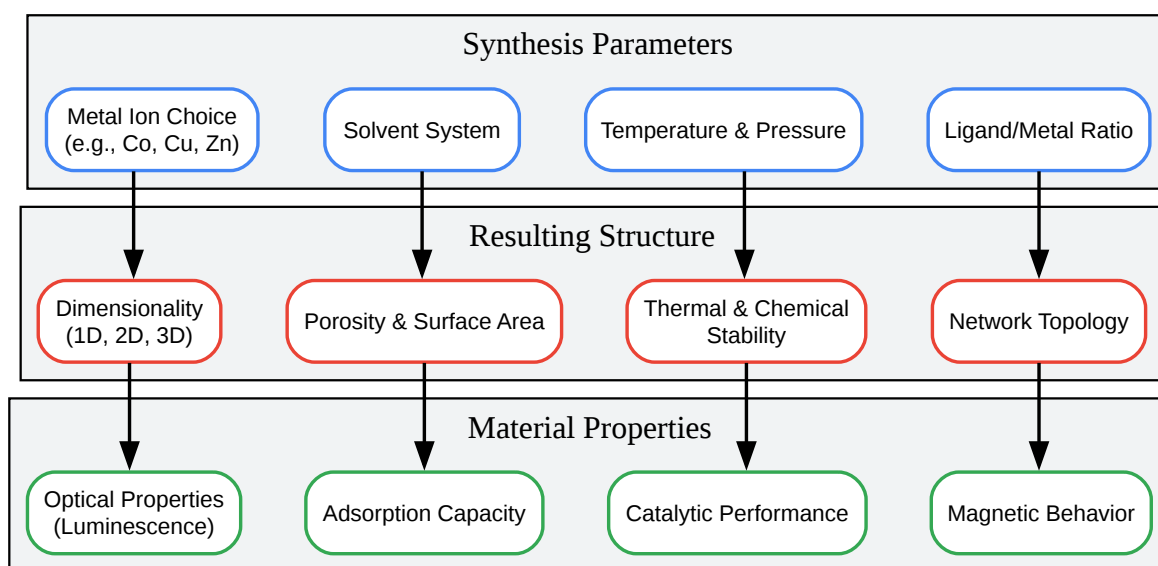 Synthesis Parameters
Metal Ion Choice
(e.g., Co, Cu, Zn)
Solvent System
Temperature & Pressure
Ligand/Metal Ratio
Resulting Structure
Dimensionality
(1D, 2D, 3D)
Porosity & Surface Area
Thermal & Chemical
Stability
Network Topology
Material Properties
Optical Properties
(Luminescence)
Adsorption Capacity
Catalytic Performance
Magnetic Behavior